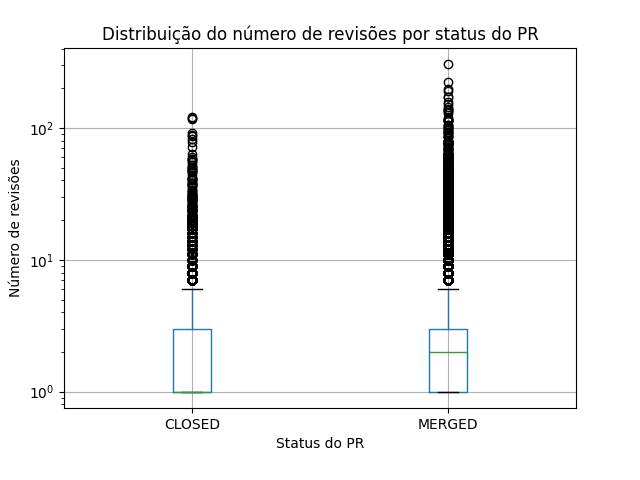 Distribuição do número de revisões por status do PR
Número de revisões
10²
10¹
10⁰
CLOSED
MERGED
Status do PR